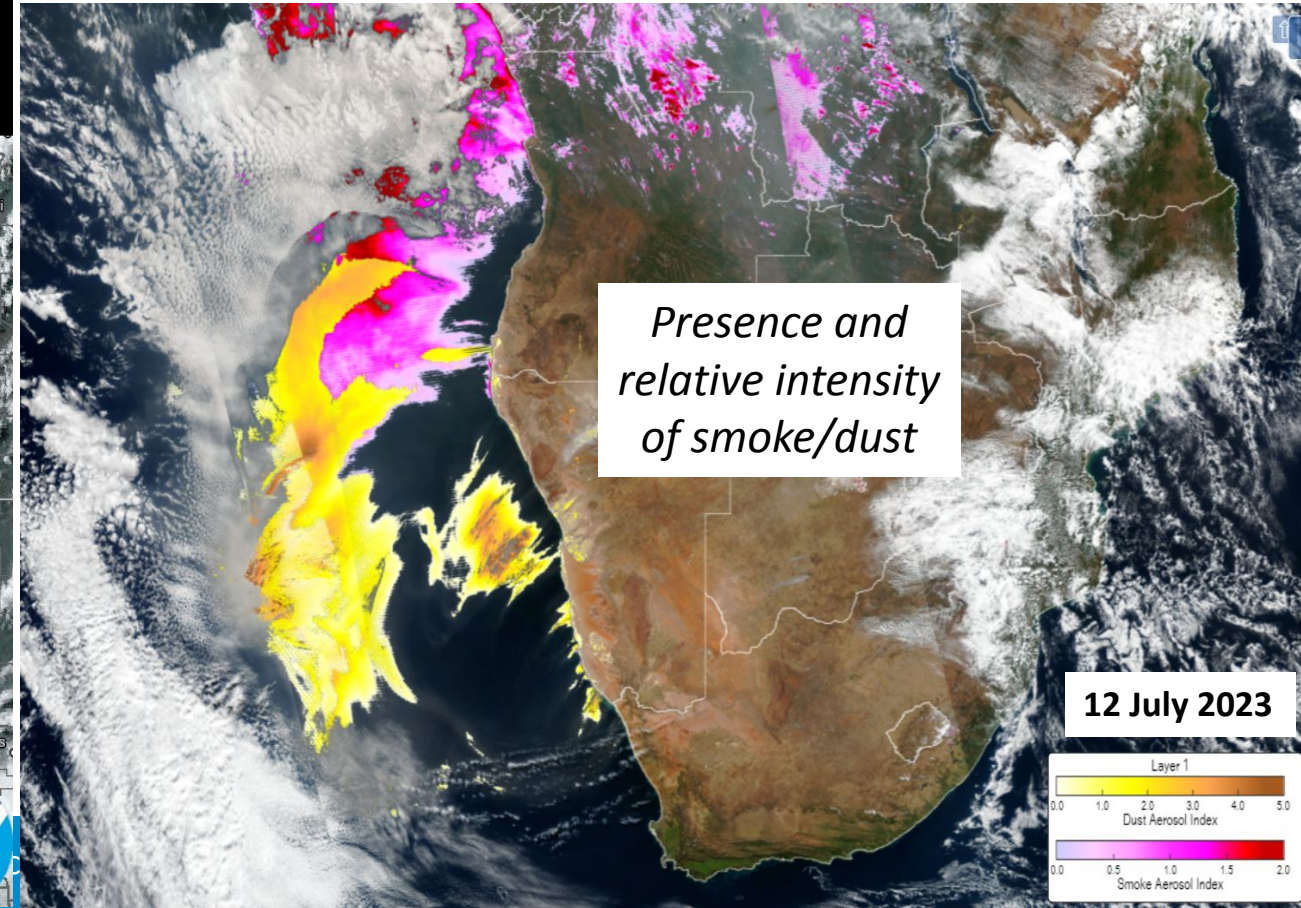 Presence and
relative intensity
of smoke/dust
12 July 2023
Layer 1
0.0 1.0 2.0 3.0 4.0 5.0
Dust Aerosol Index
0.0 0.5 1.0 1.5 2.0
Smoke Aerosol Index